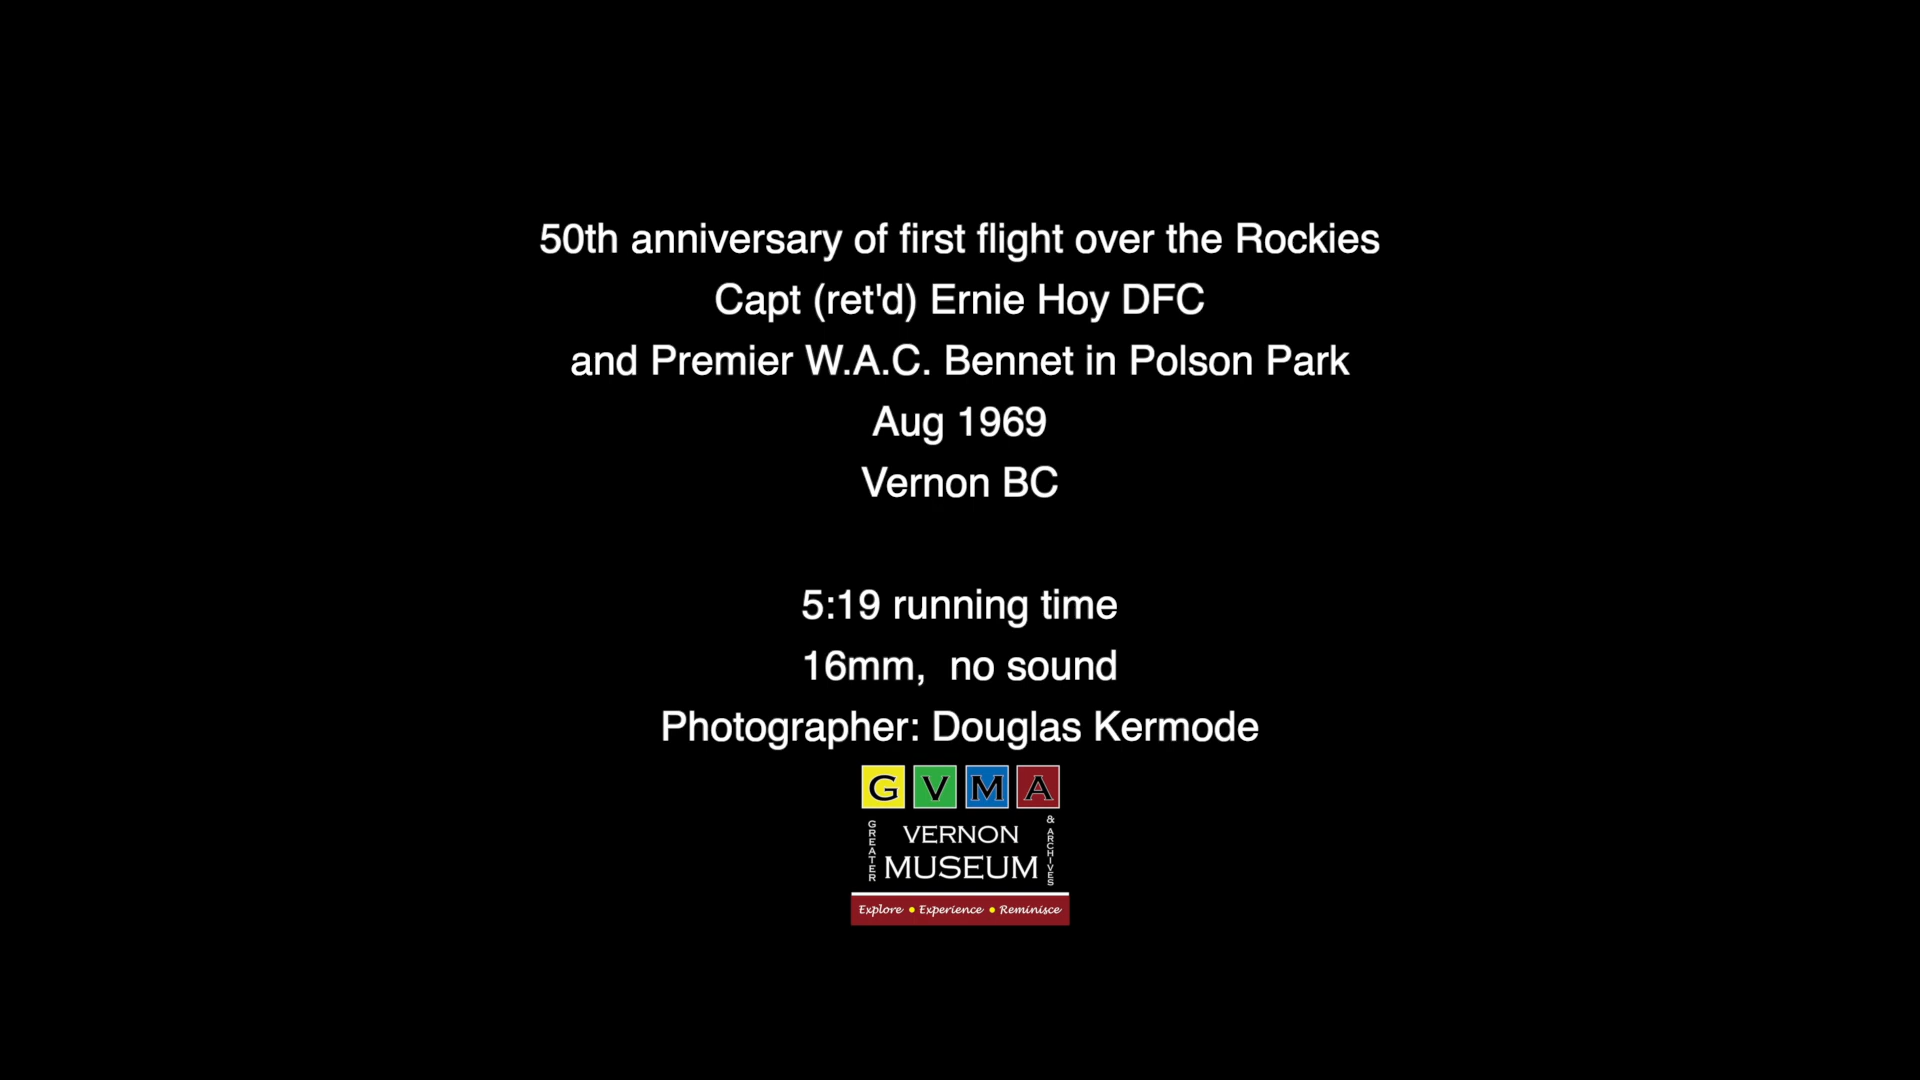 50th anniversary of first flight over the Rockies
Capt (ret'd) Ernie Hoy DFC
and Premier W.A.C. Bennet in Polson Park
Aug 1969
Vernon BC
5:19 running time
16mm,  no sound
Photographer: Douglas Kermode
G V M A
GREATER
VERNON
MUSEUM
& ARCHIVES
Explore • Experience • Reminisce